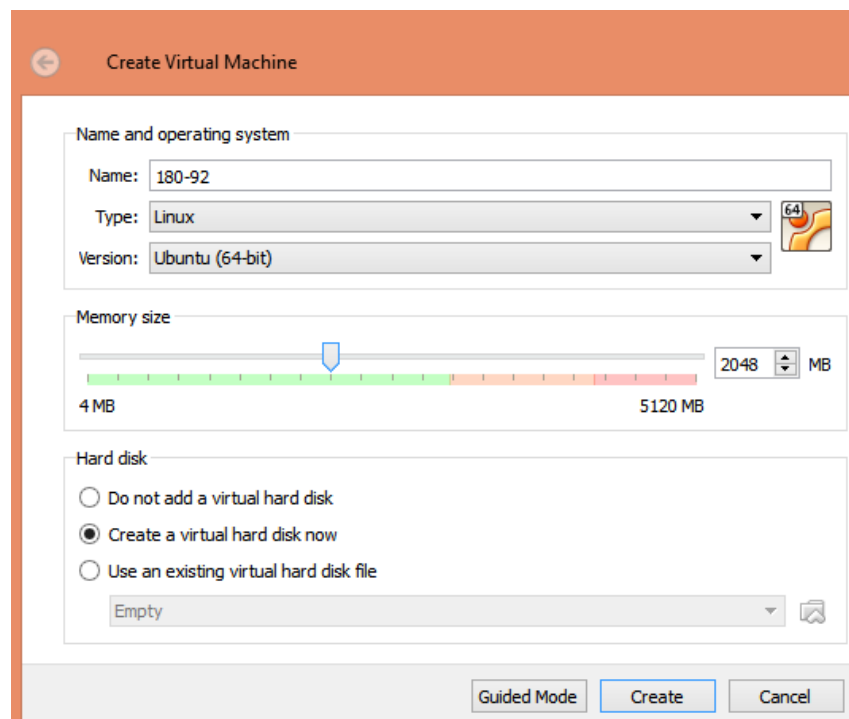 Create Virtual Machine
Name and operating system
Name: 180-92
Type: Linux
64
Version: Ubuntu (64-bit)
Memory size
2048 MB
4 MB 5120 MB
Hard disk
Do not add a virtual hard disk
Create a virtual hard disk now
Use an existing virtual hard disk file
Empty
Guided Mode Create Cancel